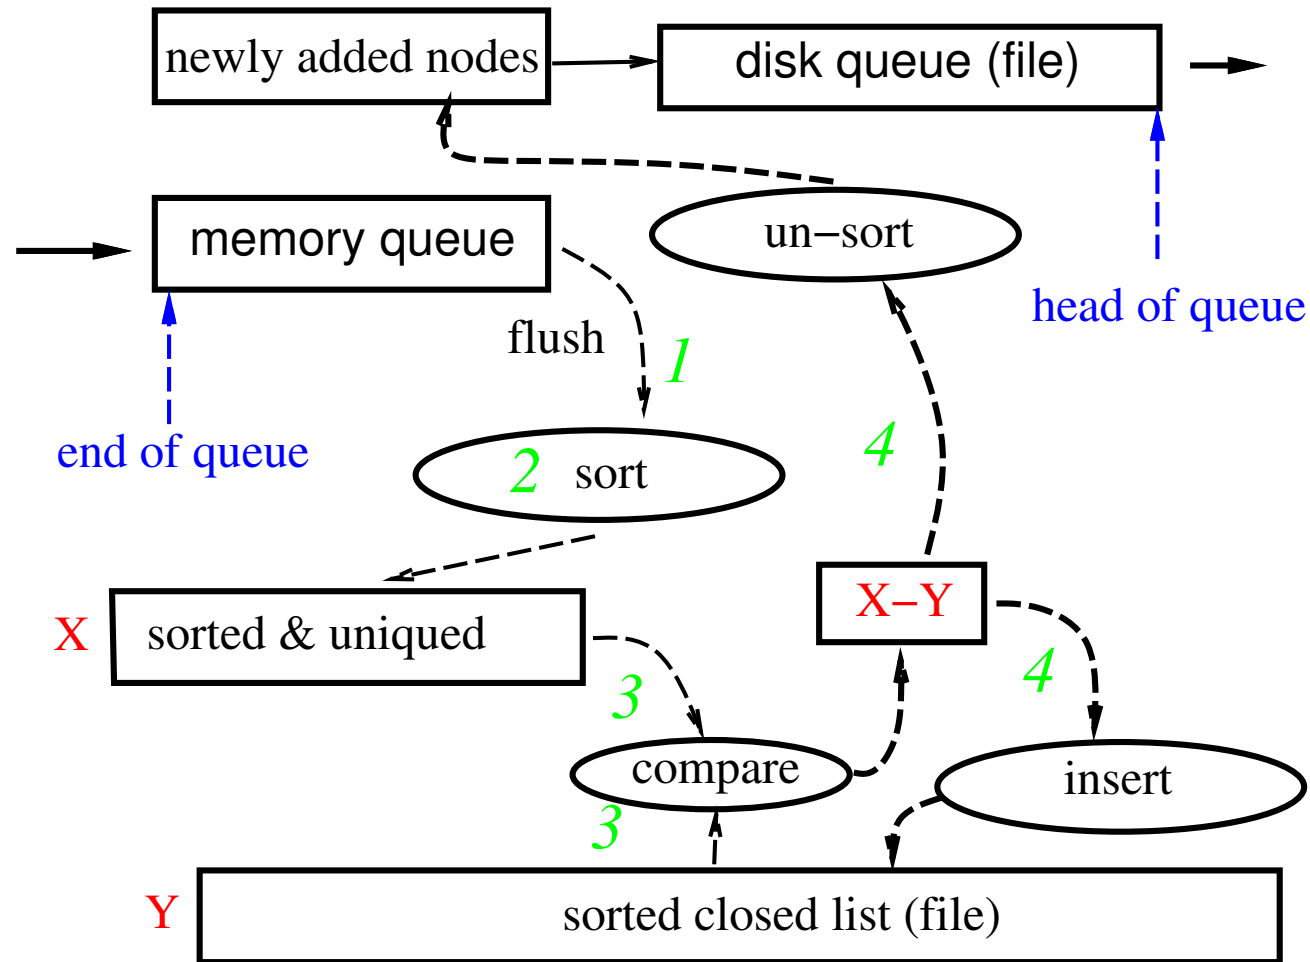 newly added nodes
disk queue (file)
memory queue
un−sort
head of queue
flush
1
end of queue
2 sort
4
X−Y
X
sorted & uniqued
3
4
compare
insert
3
Y
sorted closed list (file)